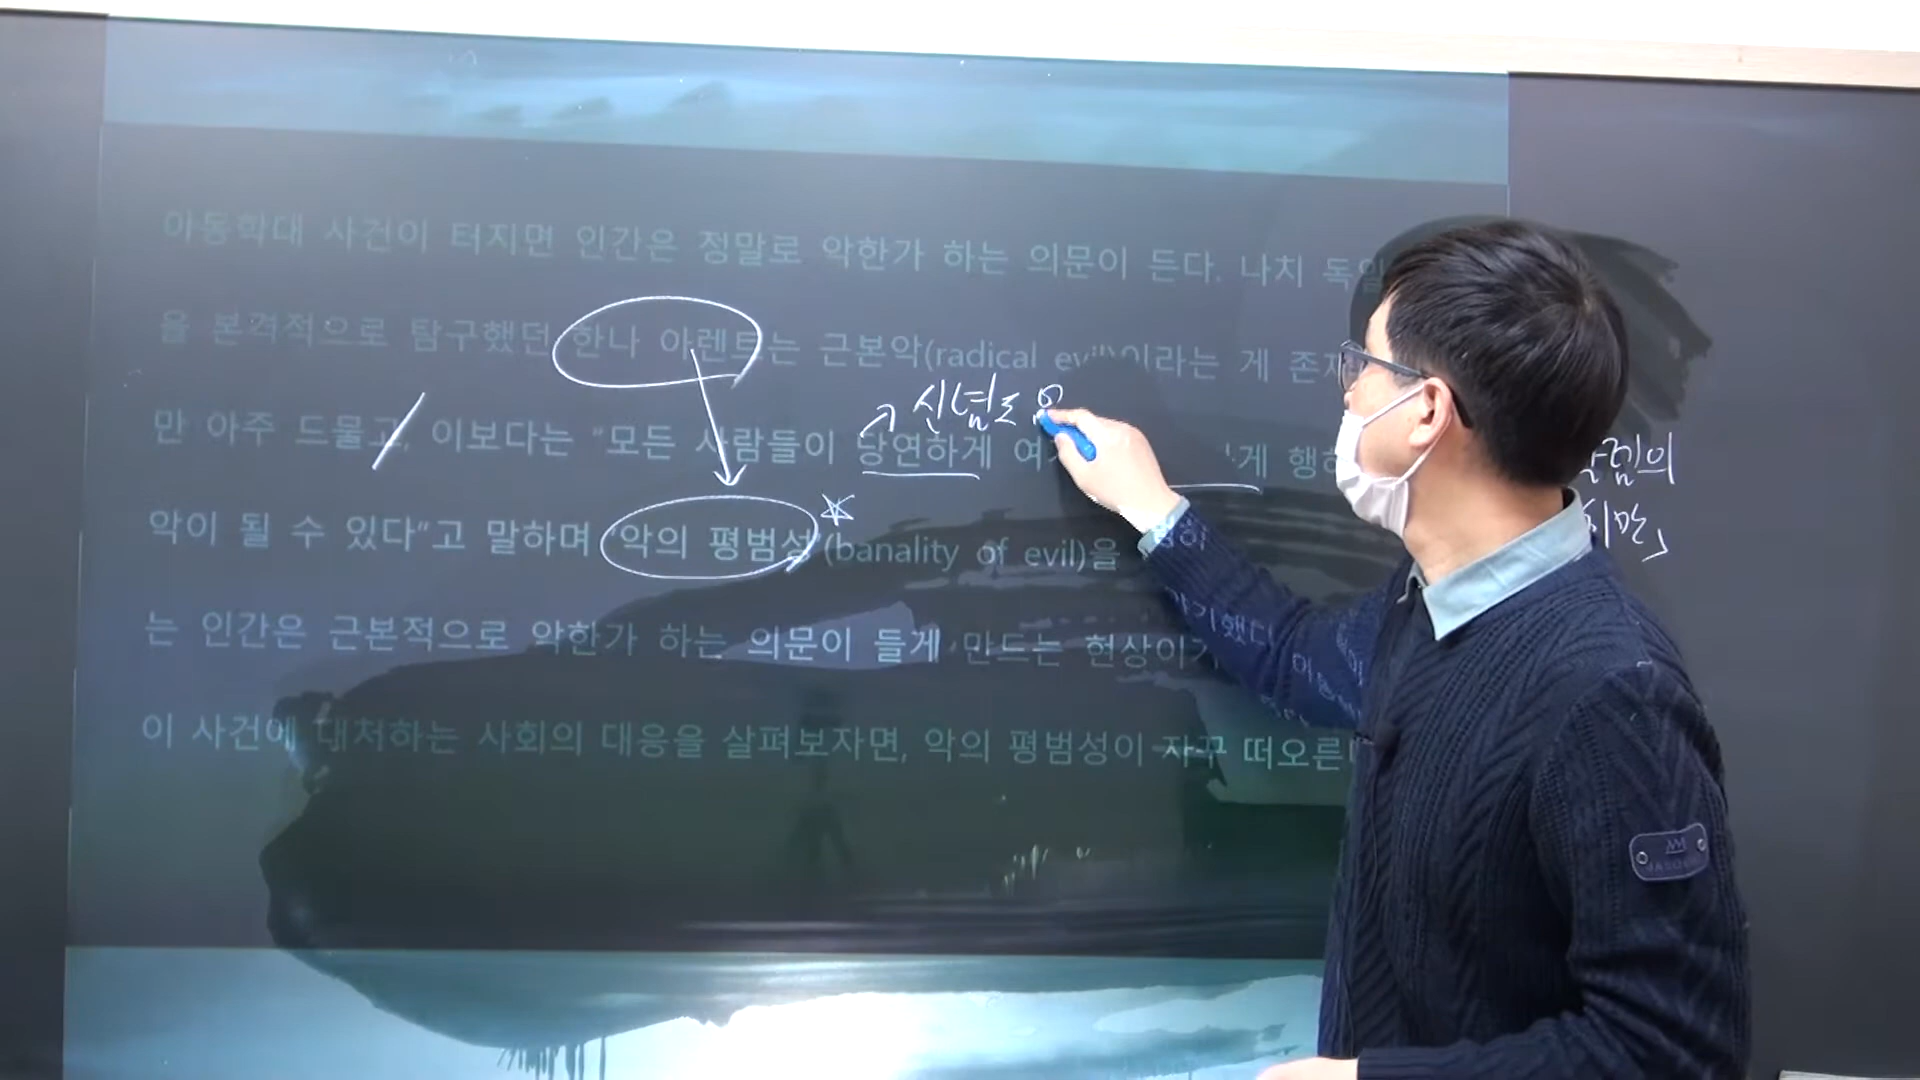 아동학대 사건이 터지면 인간은 정말로 악한가 하는 의문이 든다. 나치 독일
을 본격적으로 탐구했던 한나 아렌트는 근본악(radical evil)이라는 게 존재
신념도
만 아주 드물고, 이보다는 "모든 사람들이 당연하게 여기 게 행하
악이 될 수 있다"고 말하며 '악의 평범성'(banality of evil)을
는 인간은 근본적으로 악한가 하는 의문이 들게 만드는 현상이기
이 사건에 대처하는 사회의 대응을 살펴보자면, 악의 평범성이 자꾸 떠오른